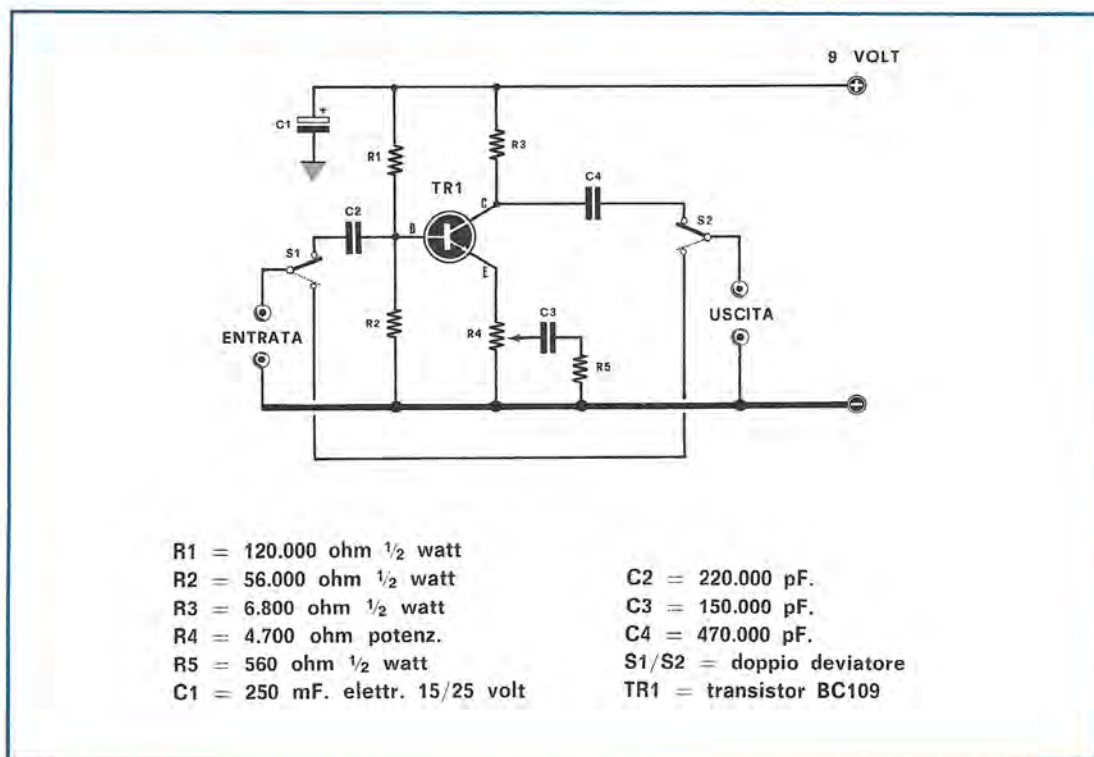 9 VOLT
+
C1
R1
R3
TR1
C4
C
C2
B
S2
S1
E
C3
R2
R4
R5
ENTRATA
USCITA
R1 = 120.000 ohm 1/2 watt
R2 = 56.000 ohm 1/2 watt
R3 = 6.800 ohm 1/2 watt
R4 = 4.700 ohm potenz.
R5 = 560 ohm 1/2 watt
C1 = 250 mF. elettr. 15/25 volt
C2 = 220.000 pF.
C3 = 150.000 pF.
C4 = 470.000 pF.
S1/S2 = doppio deviatore
TR1 = transistor BC109